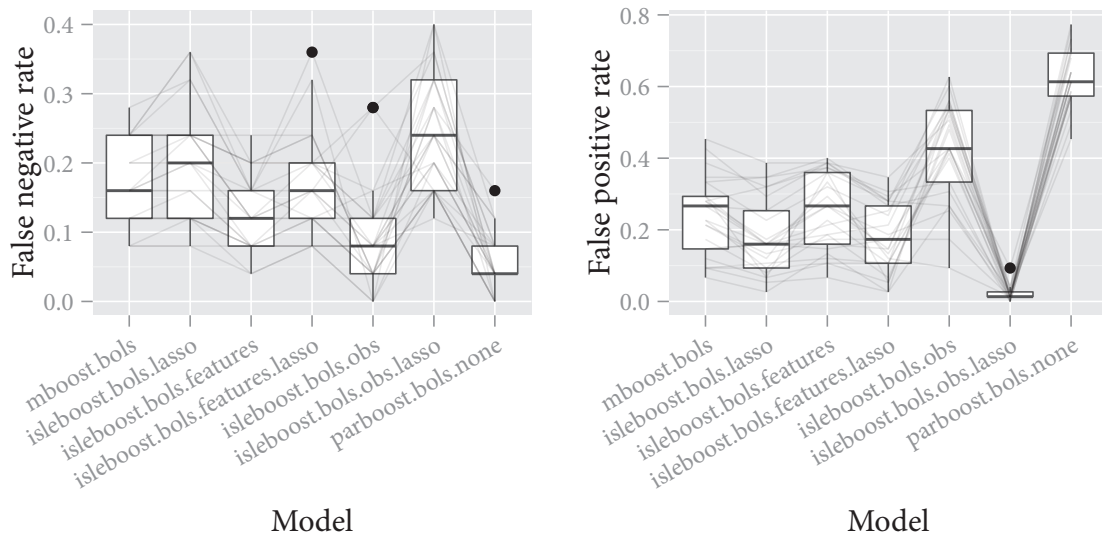 False negative rate
0.4
0.3
0.2
0.1
0.0
mboost.bols
isleboost.bols.lasso
isleboost.bols.features
isleboost.bols.features.lasso
isleboost.bols.obs
isleboost.bols.obs.lasso
parboost.bols.none
Model
False positive rate
0.8
0.6
0.4
0.2
0.0
mboost.bols
isleboost.bols.lasso
isleboost.bols.features
isleboost.bols.features.lasso
isleboost.bols.obs
isleboost.bols.obs.lasso
parboost.bols.none
Model